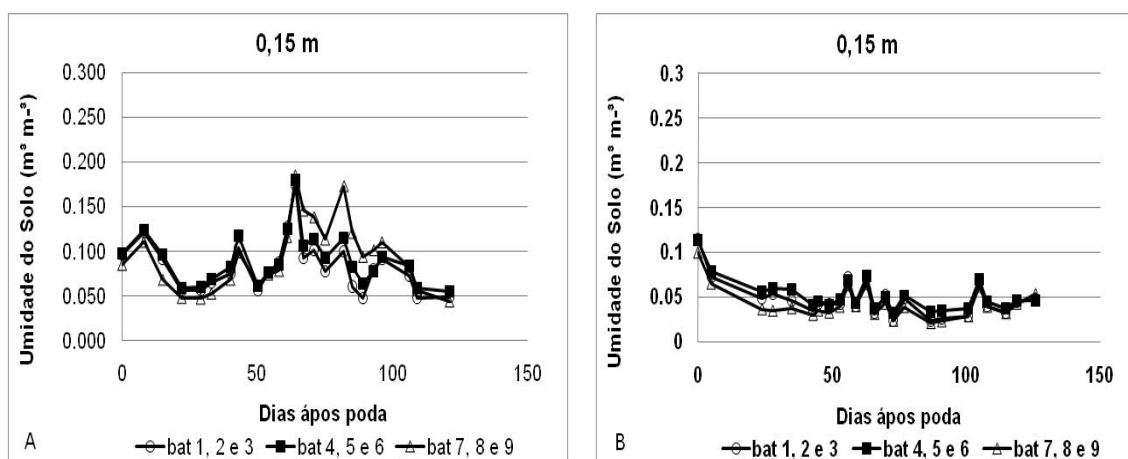 0,15 m
0.300
0.250
0.200
0.150
0.100
0.050
0.000
0 50 100 150
Umidade do Solo (m³ m-³)
Dias ápos poda
A
bat 1, 2 e 3 bat 4, 5 e 6 bat 7, 8 e 9
0,15 m
0.3
0.25
0.2
0.15
0.1
0.05
0
0 50 100 150
Umidade do Solo (m³ m-³)
Dias ápos poda
B
bat 1, 2 e 3 bat 4, 5 e 6 bat 7, 8 e 9